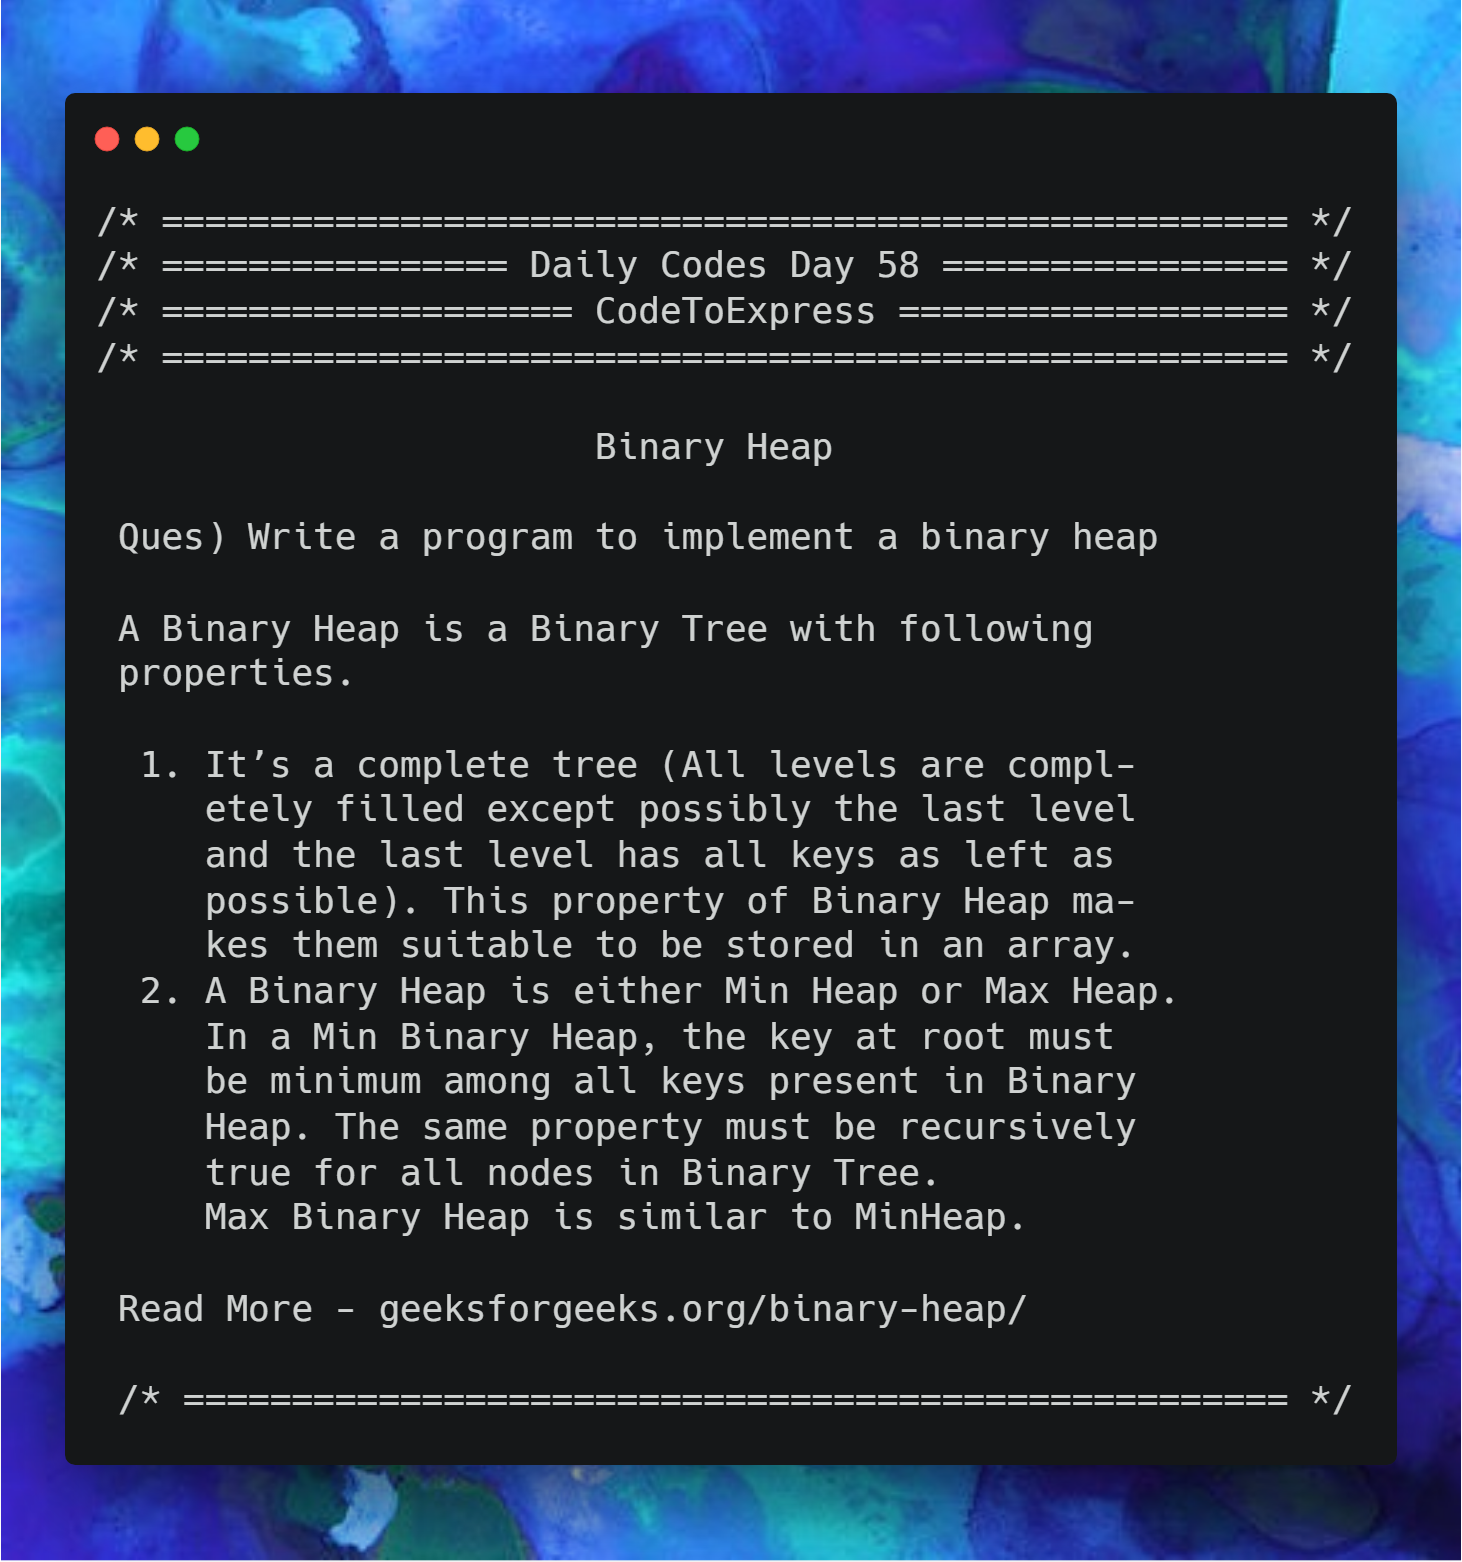 /* ==================================================== */
/* ================ Daily Codes Day 58 ================ */
/* =================== CodeToExpress ================== */
/* ==================================================== */
Binary Heap
Ques) Write a program to implement a binary heap
A Binary Heap is a Binary Tree with following
properties.
1. It’s a complete tree (All levels are compl-
etely filled except possibly the last level
and the last level has all keys as left as
possible). This property of Binary Heap ma-
kes them suitable to be stored in an array.
2. A Binary Heap is either Min Heap or Max Heap.
In a Min Binary Heap, the key at root must
be minimum among all keys present in Binary
Heap. The same property must be recursively
true for all nodes in Binary Tree.
Max Binary Heap is similar to MinHeap.
Read More - geeksforgeeks.org/binary-heap/
/* =================================================== */